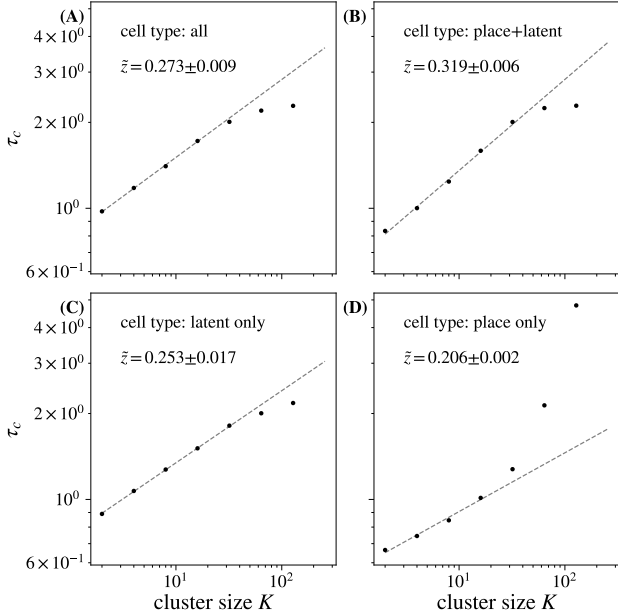 (A)
cell type: all
z̃=0.273±0.009
4 × 10⁰
3 × 10⁰
2 × 10⁰
10⁰
6 × 10⁻¹
τ_c
(B)
cell type: place+latent
z̃=0.319±0.006
(C)
cell type: latent only
z̃=0.253±0.017
4 × 10⁰
3 × 10⁰
2 × 10⁰
10⁰
6 × 10⁻¹
τ_c
10¹
10²
cluster size K
(D)
cell type: place only
z̃=0.206±0.002
10¹
10²
cluster size K